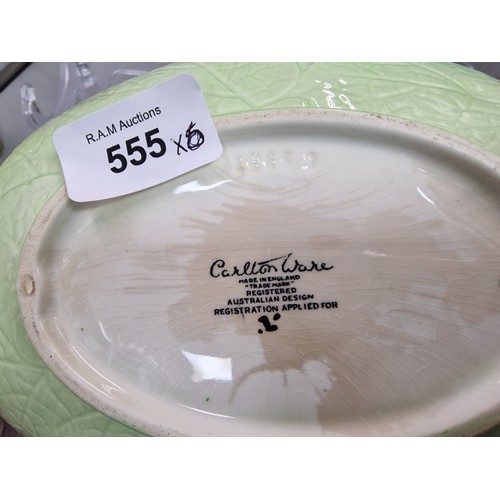 R.A.M Auctions
555 x6
Carlton Ware
MADE IN ENGLAND
"TRADE MARK"
REGISTERED
AUSTRALIAN DESIGN
REGISTRATION APPLIED FOR